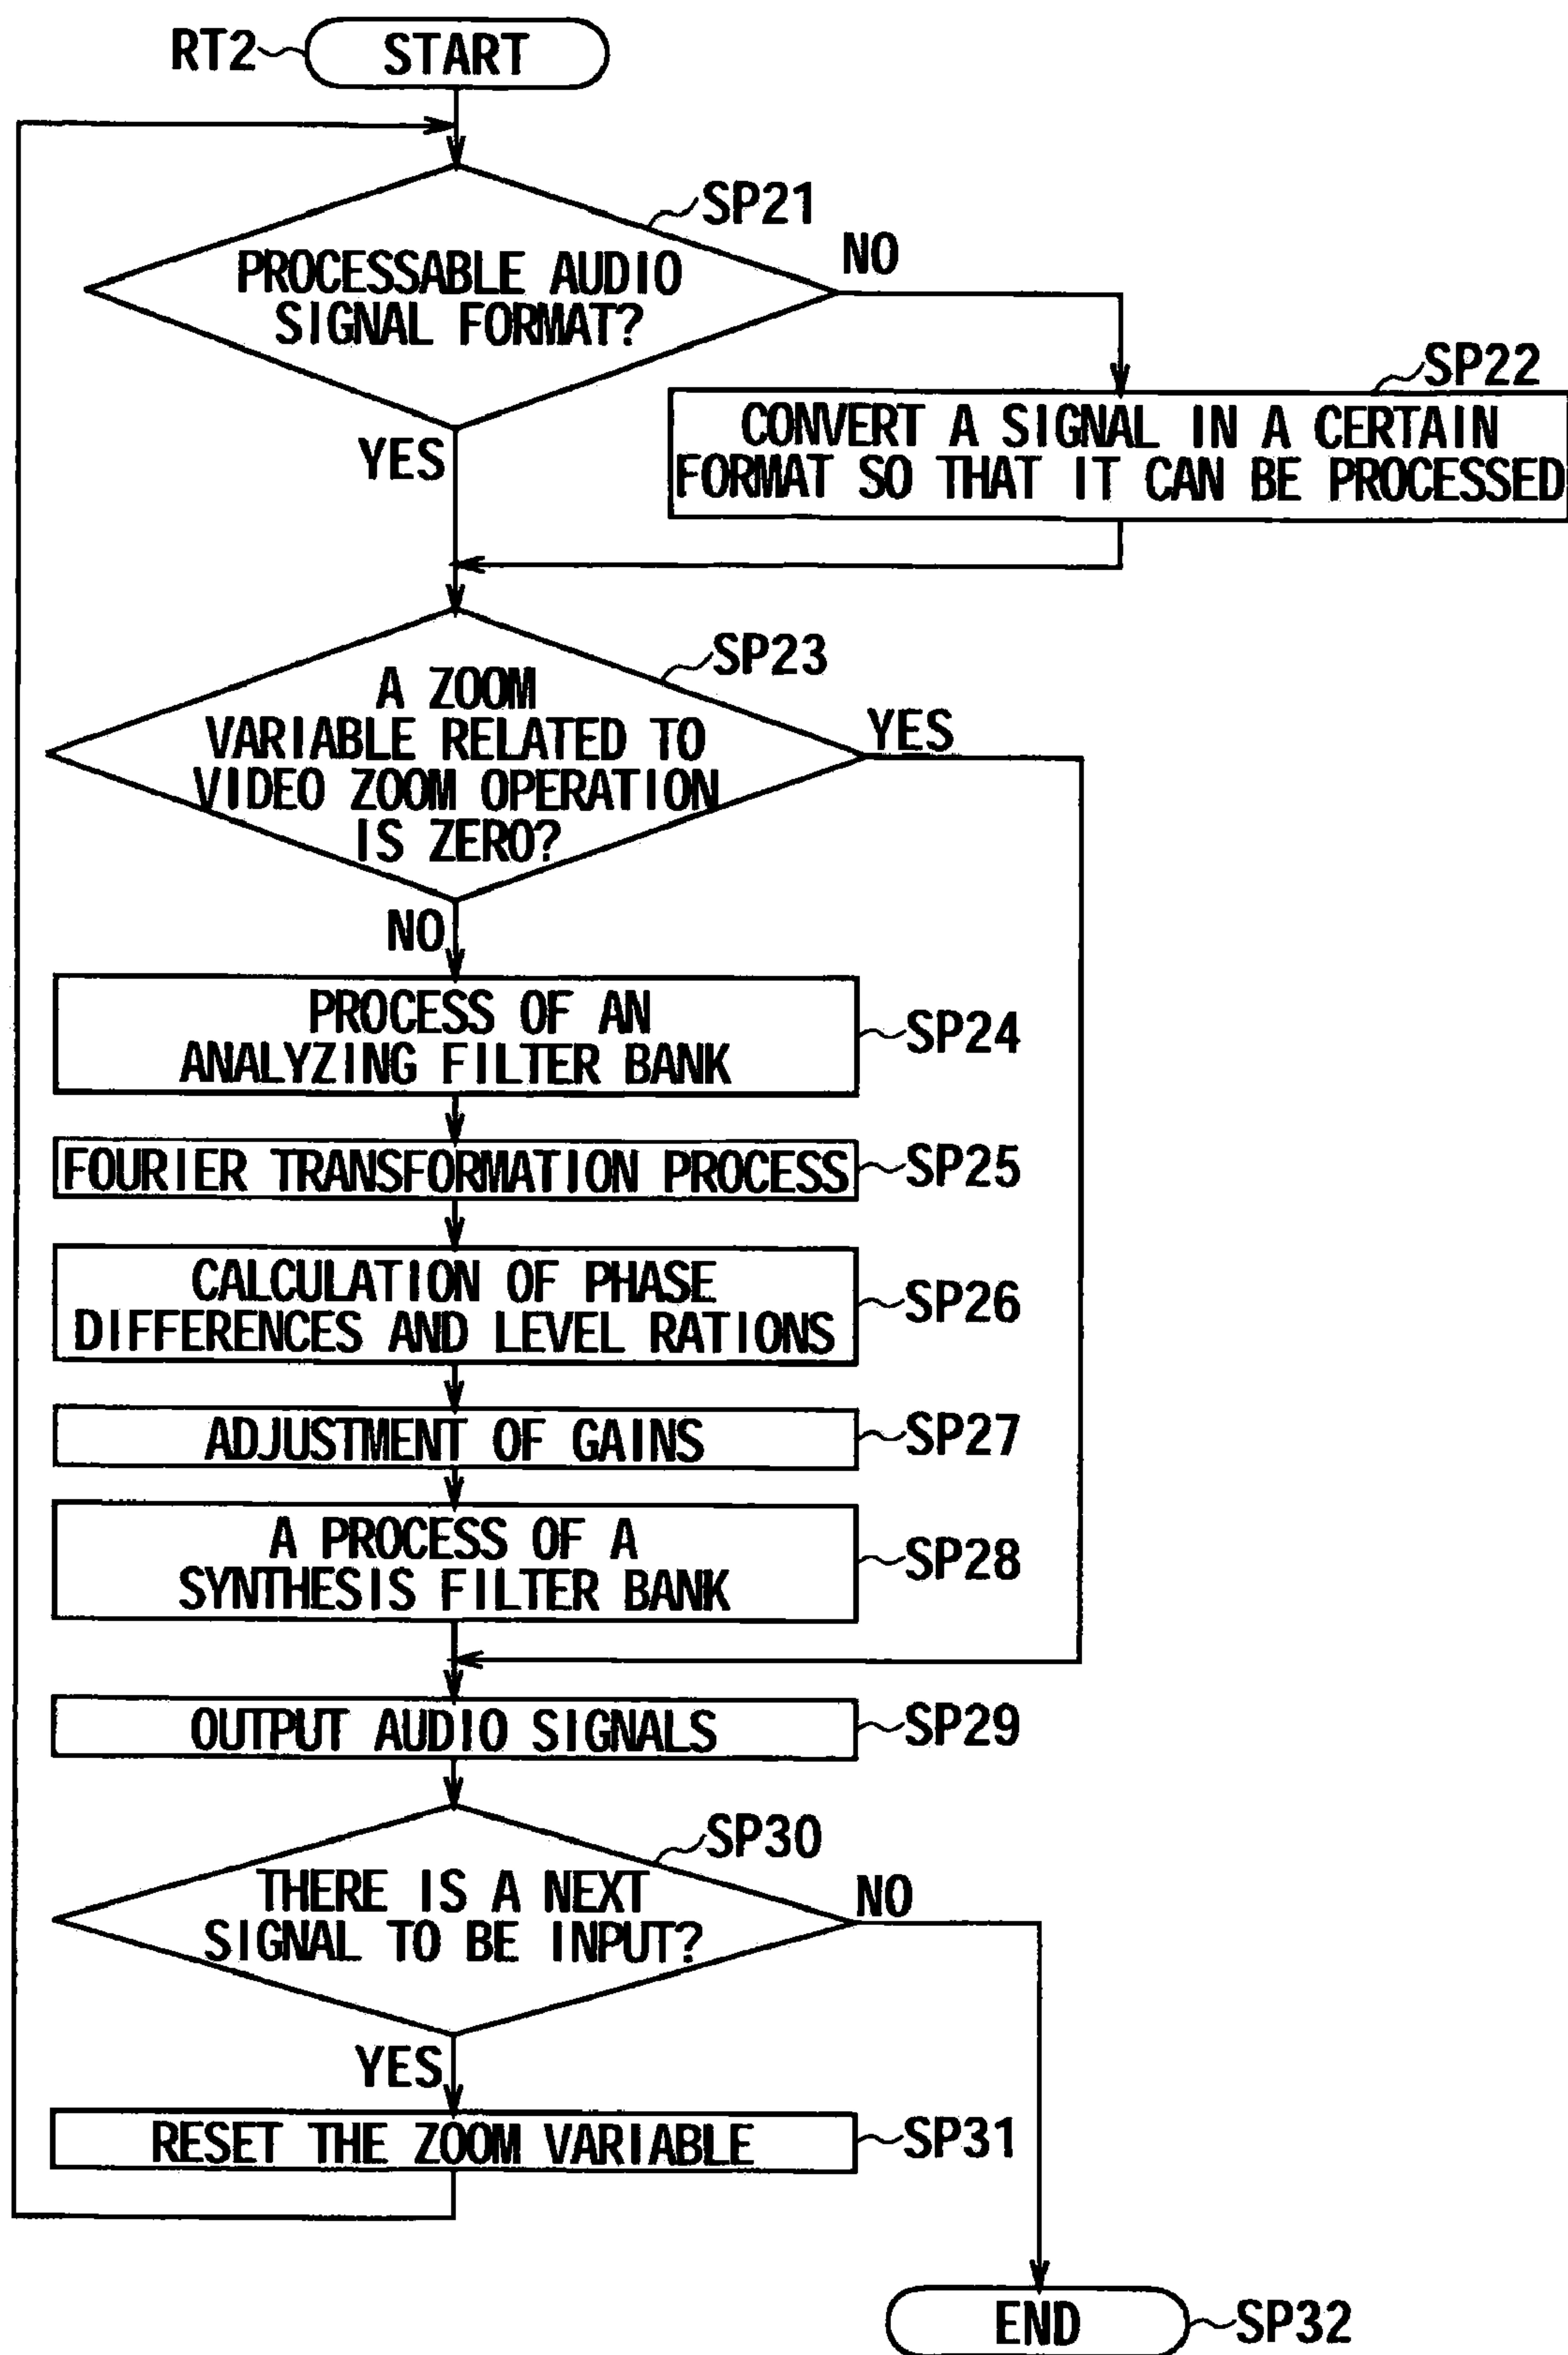 RT2
START
SP21
PROCESSABLE AUDIO
SIGNAL FORMAT?
NO
YES
SP22
CONVERT A SIGNAL IN A CERTAIN
FORMAT SO THAT IT CAN BE PROCESSED
SP23
A ZOOM
VARIABLE RELATED TO
VIDEO ZOOM OPERATION
IS ZERO?
YES
NO
PROCESS OF AN
ANALYZING FILTER BANK
SP24
FOURIER TRANSFORMATION PROCESS
SP25
CALCULATION OF PHASE
DIFFERENCES AND LEVEL RATIONS
SP26
ADJUSTMENT OF GAINS
SP27
A PROCESS OF A
SYNTHESIS FILTER BANK
SP28
OUTPUT AUDIO SIGNALS
SP29
SP30
THERE IS A NEXT
SIGNAL TO BE INPUT?
NO
YES
RESET THE ZOOM VARIABLE
SP31
END
SP32